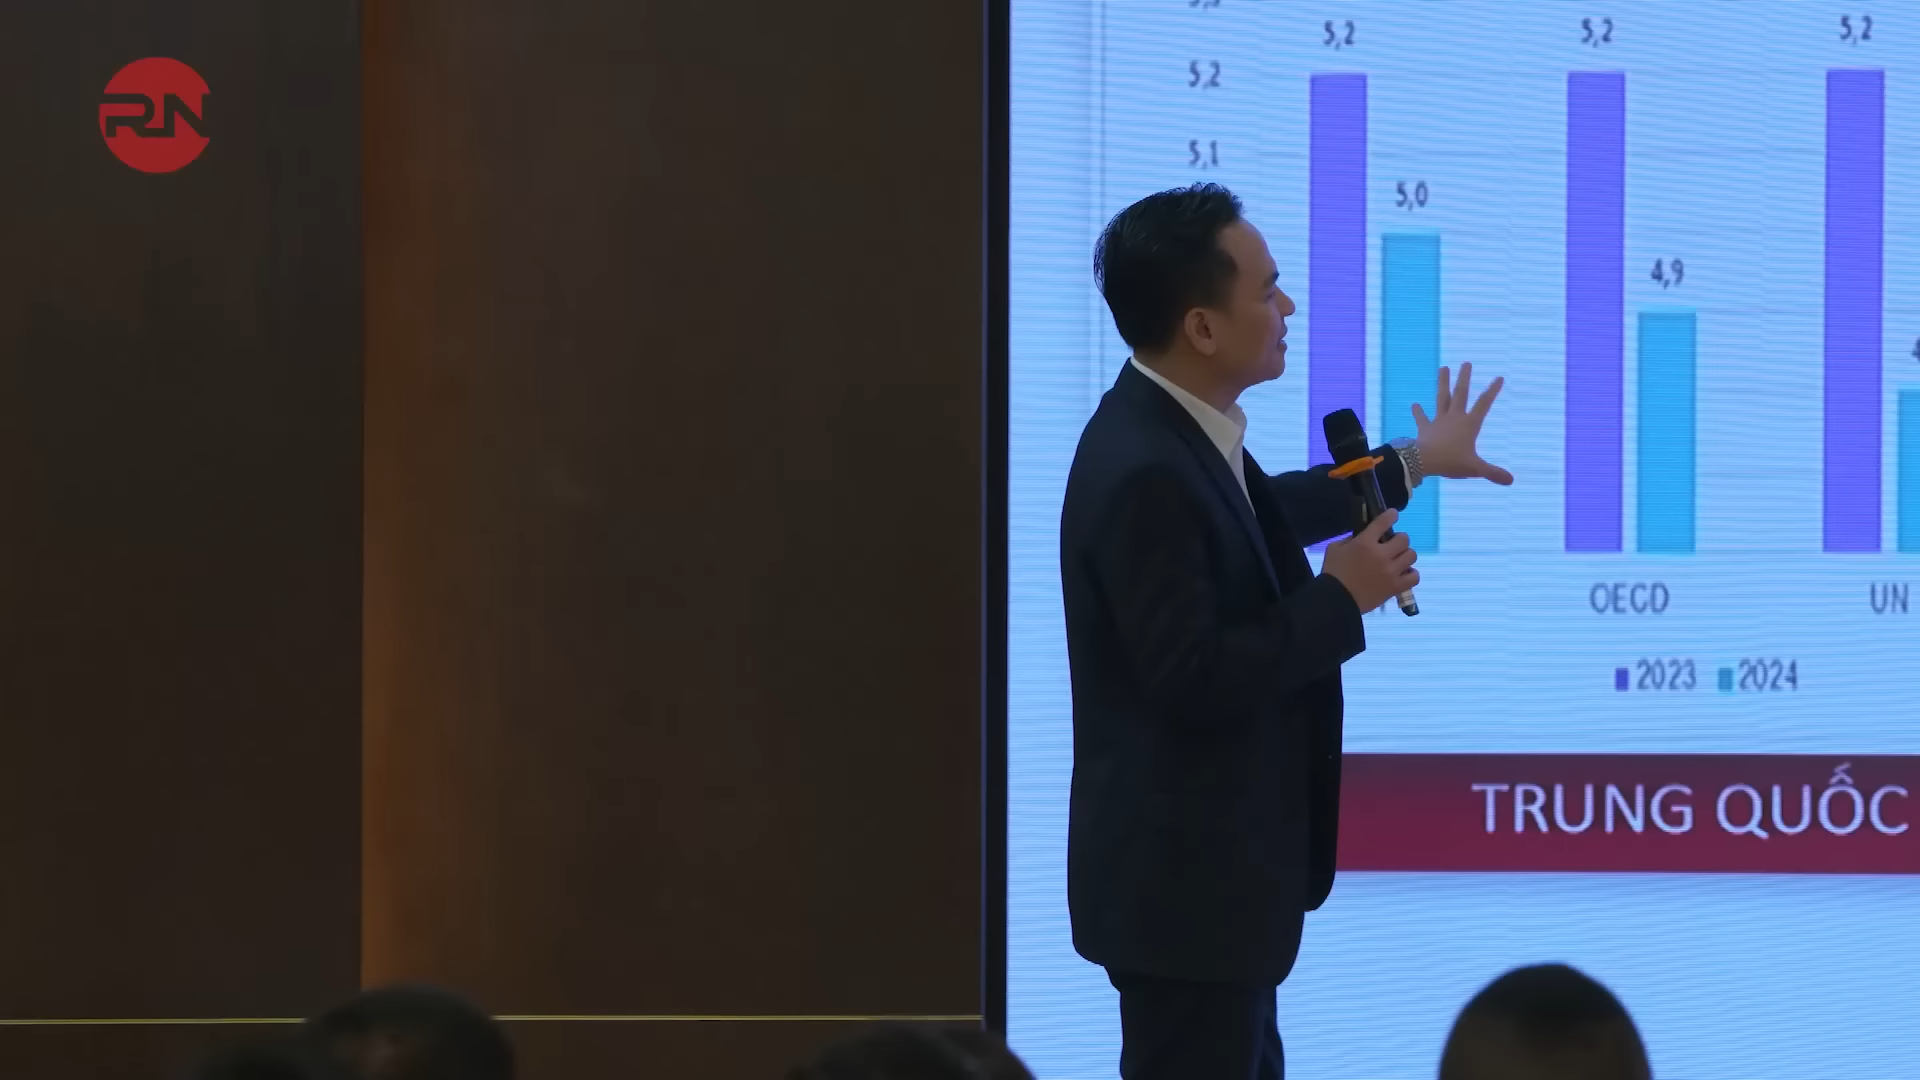 RN
5,2 5,2 5,2
5,2
5,1
5,0
4,9
OECD UN
2023 2024
TRUNG QUỐC